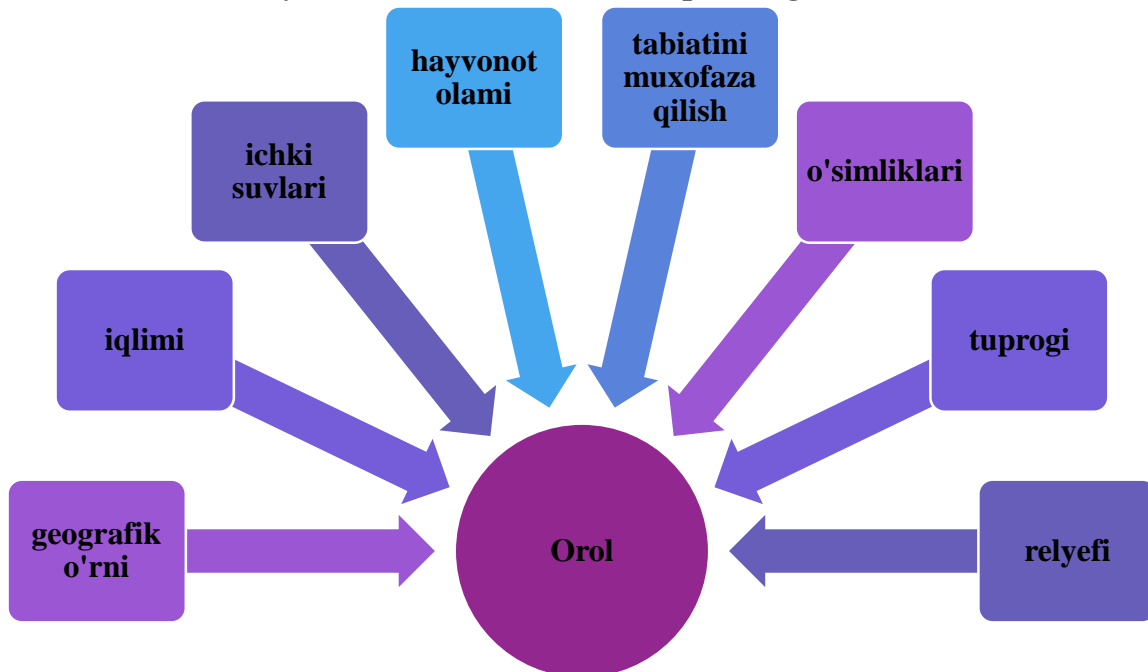 hayvonot
olami
tabiatini
muxofaza
qilish
ichki
suvlari
o'simliklari
iqlimi
tuprogi
geografik
o'rni
Orol
relyefi